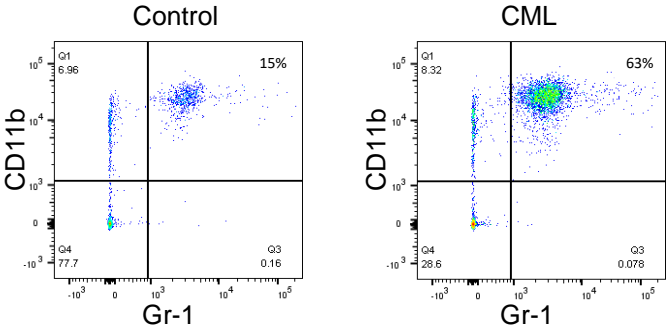 Control
CML
Q1
6.96
15%
Q1
8.32
63%
10⁵
10⁴
10³
0
-10³
CD11b
10⁵
10⁴
10³
0
-10³
CD11b
Q4
77.7
Q3
0.16
Q4
28.6
Q3
0.078
-10³ 0 10³ 10⁴ 10⁵
-10³ 0 10³ 10⁴ 10⁵
Gr-1
Gr-1